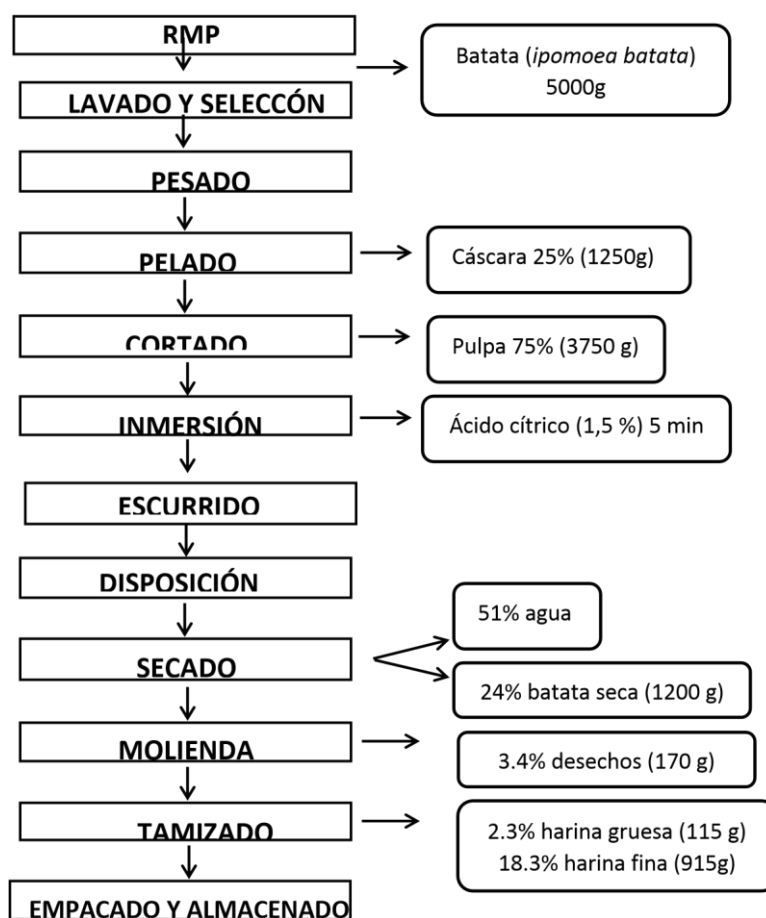 RMP
Batata (ipomoea batata)
5000g
LAVADO Y SELECCÓN
PESADO
PELADO
Cáscara 25% (1250g)
CORTADO
Pulpa 75% (3750 g)
INMERSIÓN
Ácido cítrico (1,5 %) 5 min
ESCURRIDO
DISPOSICIÓN
51% agua
SECADO
24% batata seca (1200 g)
MOLIENDA
3.4% desechos (170 g)
TAMIZADO
2.3% harina gruesa (115 g)
18.3% harina fina (915g)
EMPACADO Y ALMACENADO